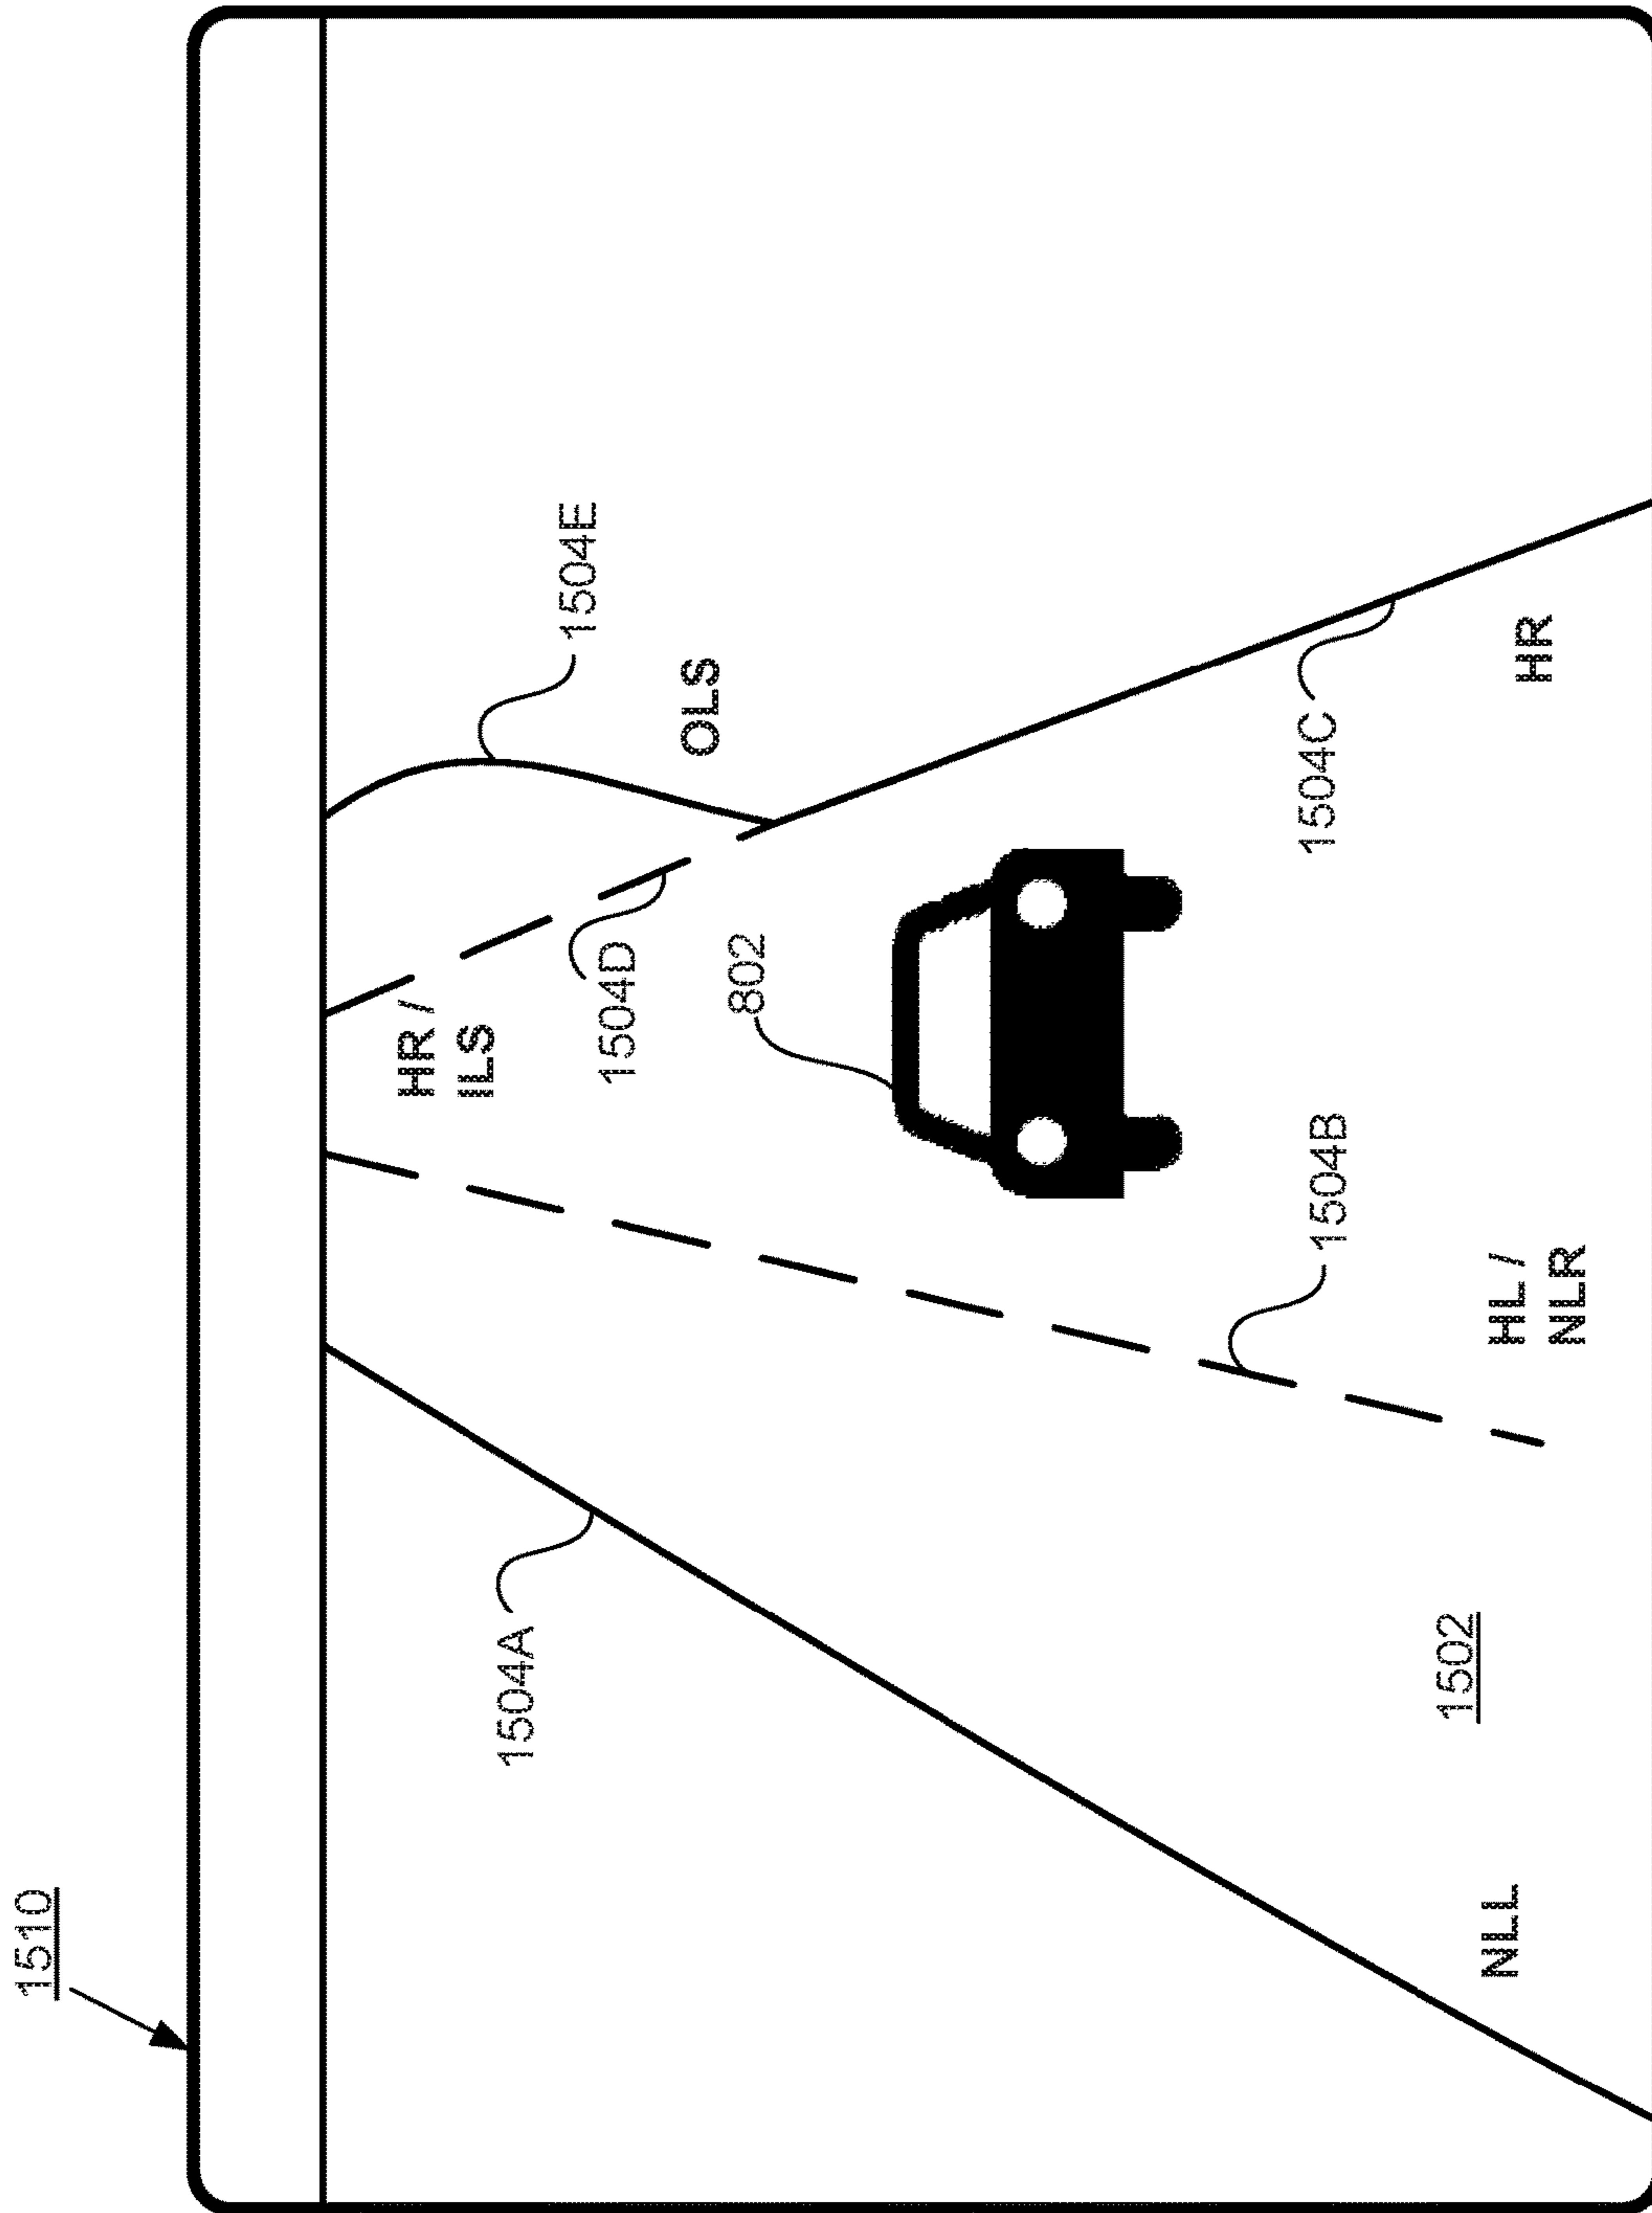 1510
1504E
HR /
ILS
1504A
1504D
OLS
802
1504B
1504C
NLL
1502
HL /
NLR
HR